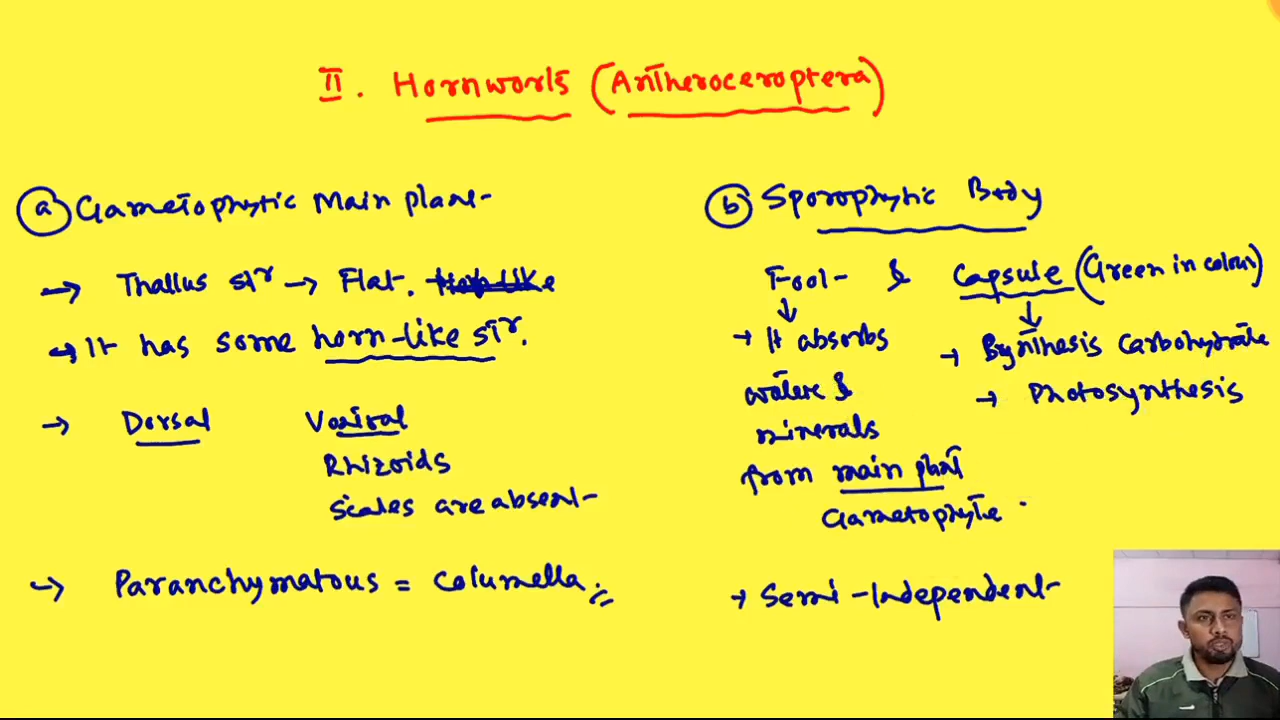 II. Hornworts (Antheroceroptera)
a Gametophytic Main plant
→ Thallus str → Flat.
→ It has some horn-like str.
→ Dorsal Ventral
Rhizoids
Scales are absent
→ Paranchymatous = Columella
b Sporophytic Body
Foot & Capsule (Green in colour)
↓ ↓
→ It absorbs
water &
minerals
from main plant
Gametophyte
→ Synthesis Carbohydrate
→ Photosynthesis
→ Semi-Independent